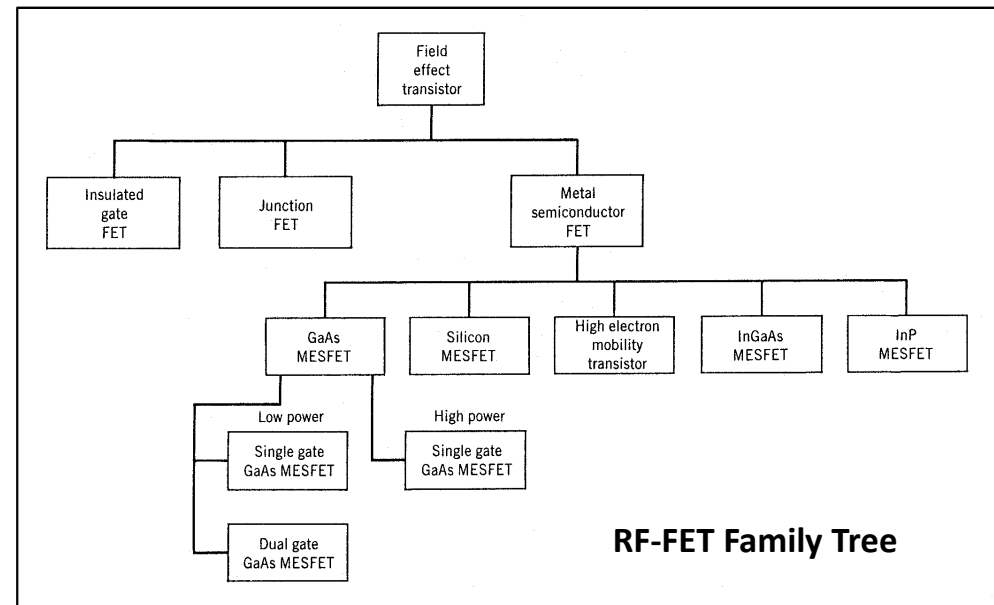 Field
effect
transistor
Insulated
gate
FET
Junction
FET
Metal
semiconductor
FET
GaAs
MESFET
Silicon
MESFET
High electron
mobility
transistor
InGaAs
MESFET
InP
MESFET
Low power
High power
Single gate
GaAs MESFET
Single gate
GaAs MESFET
Dual gate
GaAs MESFET
RF-FET Family Tree